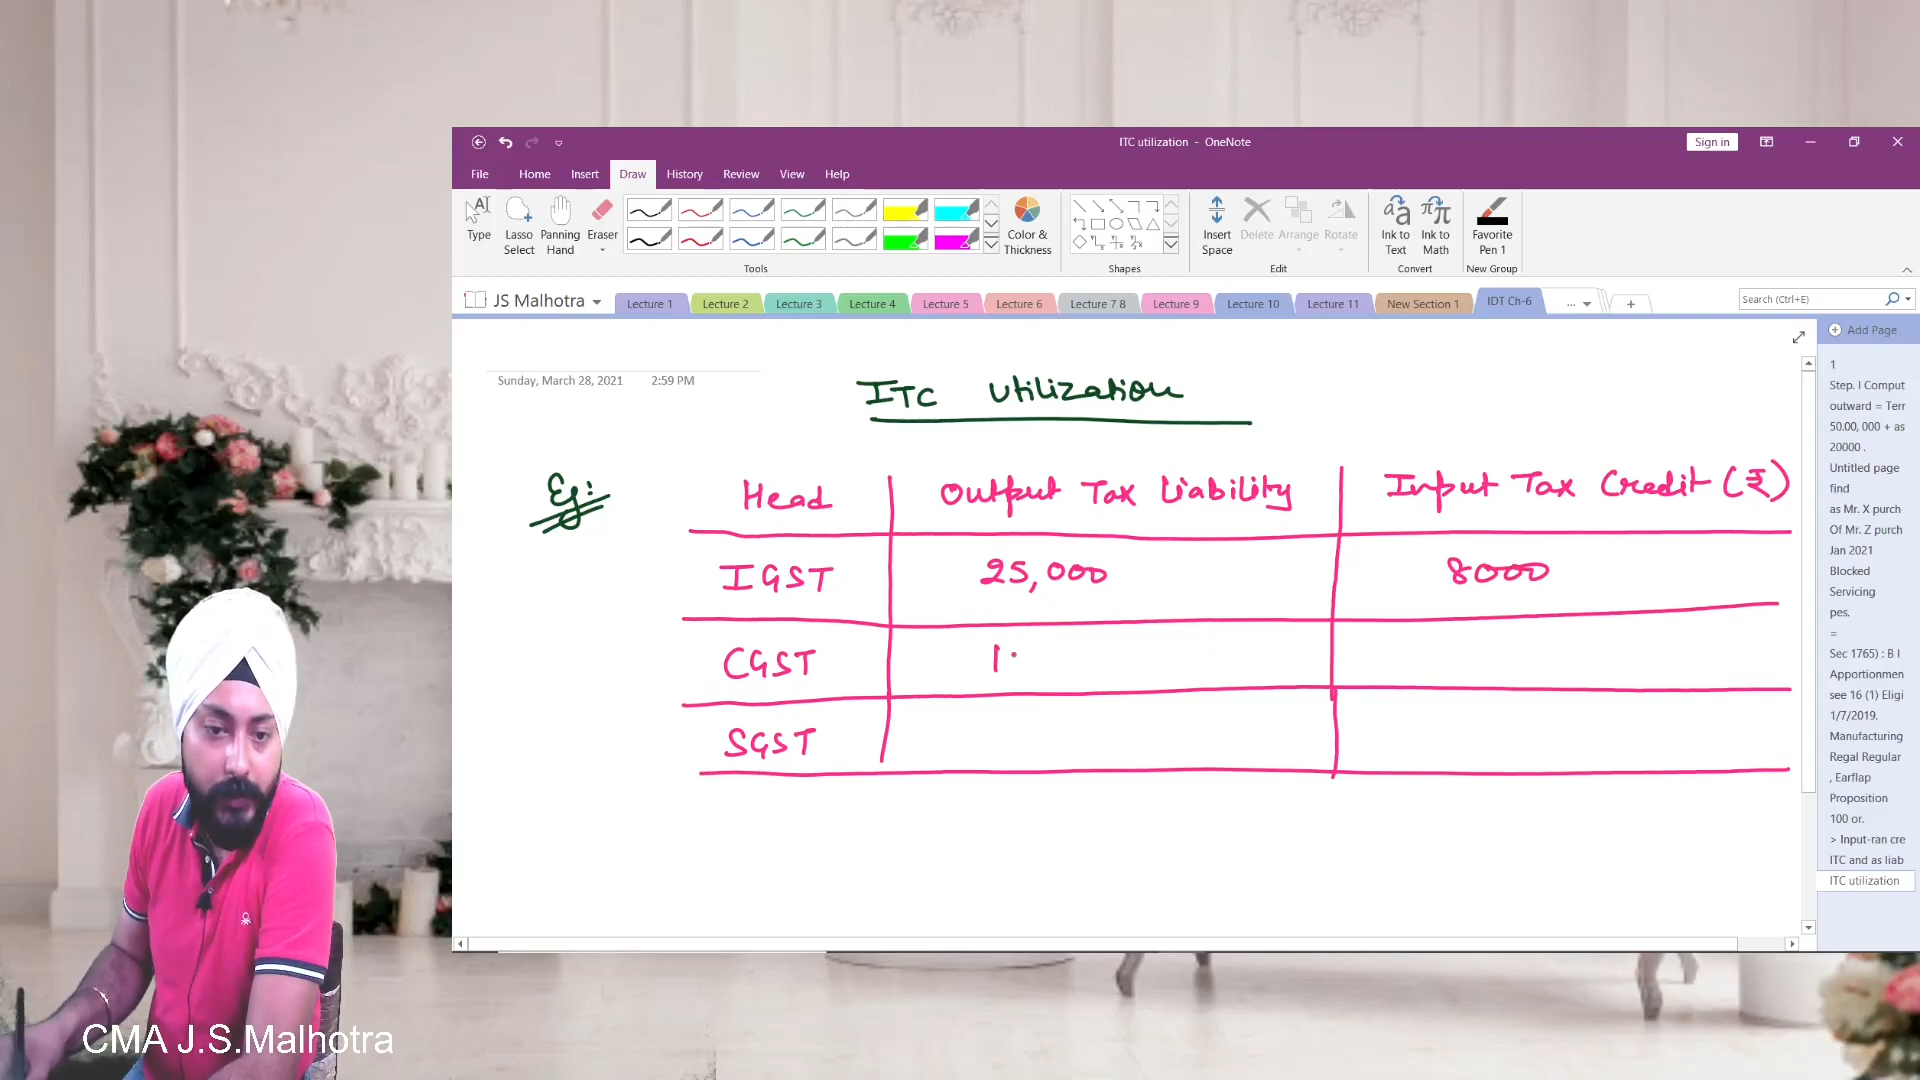 ITC utilization - OneNote
Sign in
File Home Insert Draw History Review View Help
Type
Lasso Select
Panning Hand
Eraser
Color & Thickness
Insert Space
Delete Arrange Rotate
Ink to Text
Ink to Math
Favorite Pen 1
Tools Shapes Edit Convert New Group
JS Malhotra Lecture 1 Lecture 2 Lecture 3 Lecture 4 Lecture 5 Lecture 6 Lecture 7 8 Lecture 9 Lecture 10 Lecture 11 New Section 1 IDT Ch-6 ... Search (Ctrl+E)
Add Page
Sunday, March 28, 2021 2:59 PM
ITC Utilization
Eg:
Head Output Tax Liability Input Tax Credit (₹)
IGST 25,000 8000
CGST 1
SGST
1
Step. I Comput
outward = Terr
50.00, 000 + as
20000 .
Untitled page
find
as Mr. X purch
Of Mr. Z purch
Jan 2021
Blocked
Servicing
pes.
=
Sec 1765) : B I
Apportionmen
see 16 (1) Eligi
1/7/2019.
Manufacturing
Regal Regular
, Earflap
Proposition
100 or.
> Input-ran cre
ITC and as liab
ITC utilization
CMA J.S.Malhotra